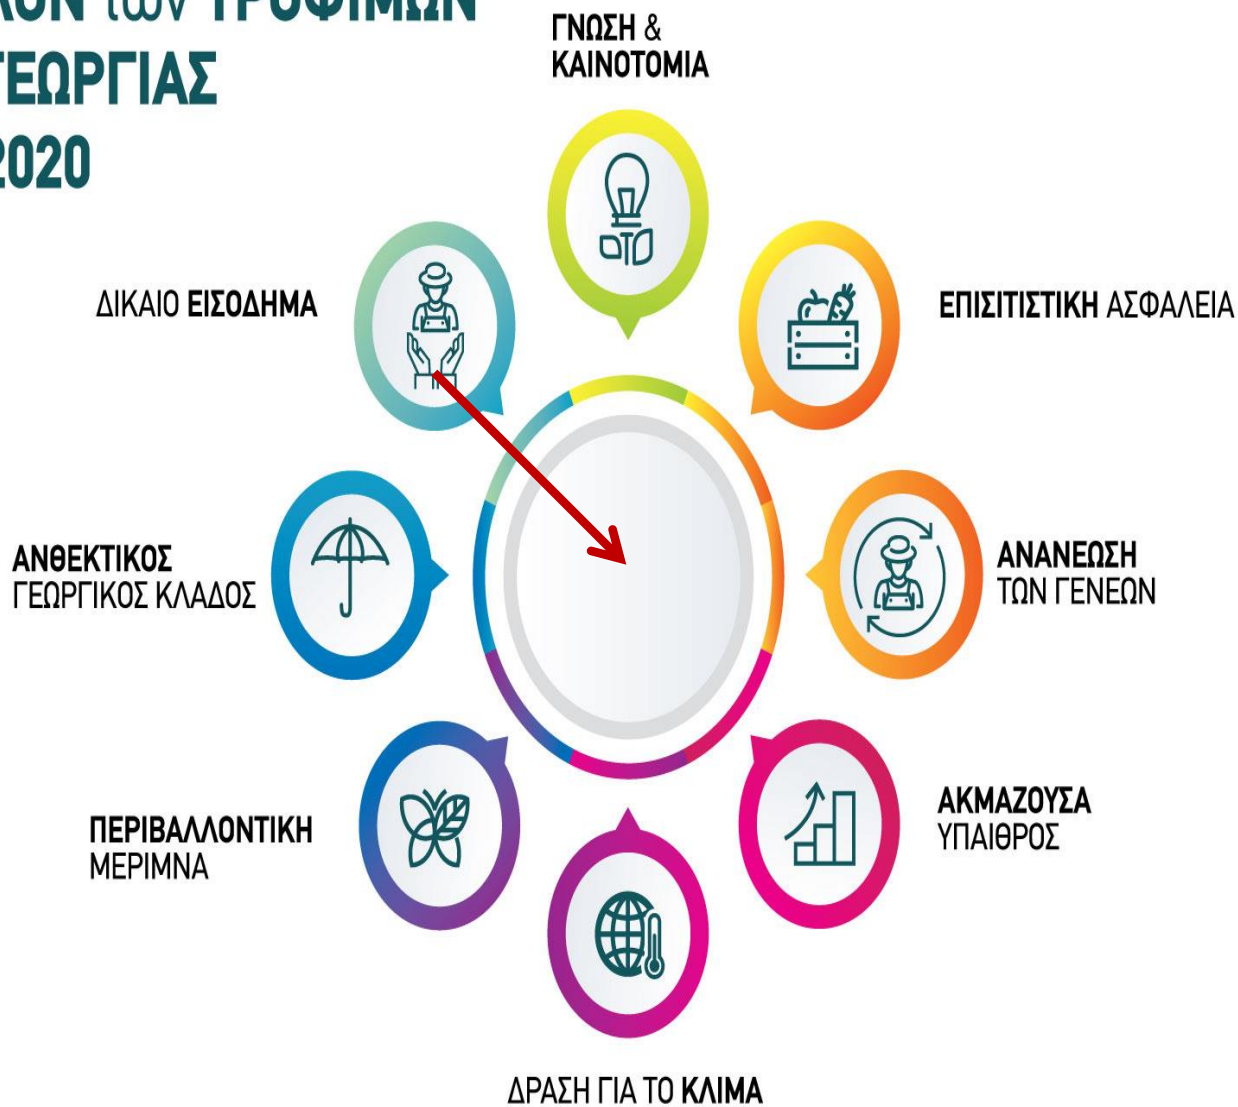 των ΤΡΟΦΙΜΩΝ
ΓΕΩΡΓΙΑΣ
2020
ΓΝΩΣΗ &
ΚΑΙΝΟΤΟΜΙΑ
ΔΙΚΑΙΟ ΕΙΣΟΔΗΜΑ
ΕΠΙΣΙΤΙΣΤΙΚΗ ΑΣΦΑΛΕΙΑ
ΑΝΘΕΚΤΙΚΟΣ
ΓΕΩΡΓΙΚΟΣ ΚΛΑΔΟΣ
ΑΝΑΝΕΩΣΗ
ΤΩΝ ΓΕΝΕΩΝ
ΠΕΡΙΒΑΛΛΟΝΤΙΚΗ
ΜΕΡΙΜΝΑ
ΑΚΜΑΖΟΥΣΑ
ΥΠΑΙΘΡΟΣ
ΔΡΑΣΗ ΓΙΑ ΤΟ ΚΛΙΜΑ